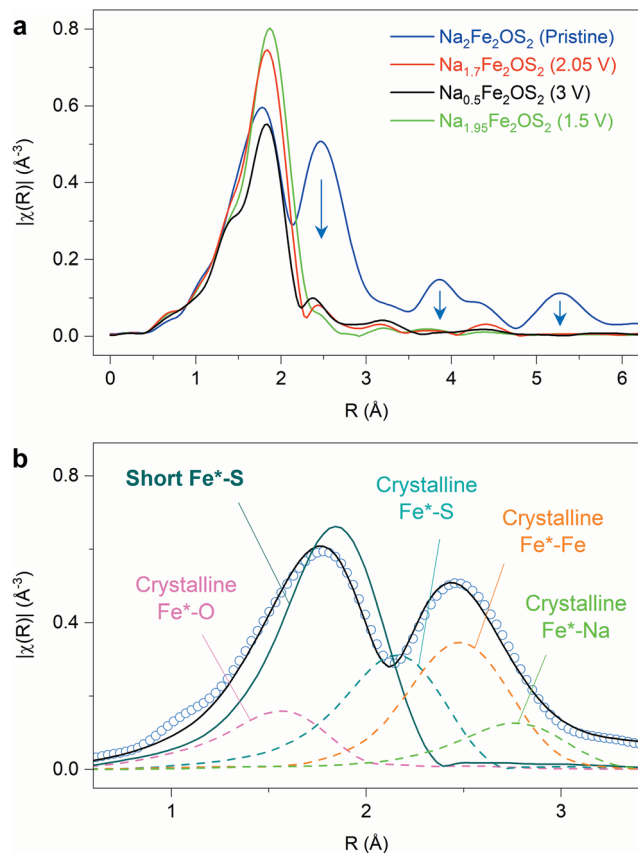 a
Na₂Fe₂OS₂ (Pristine)
Na₁.₇Fe₂OS₂ (2.05 V)
Na₀.₅Fe₂OS₂ (3 V)
Na₁.₉₅Fe₂OS₂ (1.5 V)
|χ(R)| (Å⁻³)
0.8
0.6
0.4
0.2
0.0
0 1 2 3 4 5 6
R (Å)
b
Short Fe*-S
Crystalline
Fe*-S
Crystalline
Fe*-Fe
Crystalline
Fe*-O
Crystalline
Fe*-Na
|χ(R)| (Å⁻³)
0.8
0.4
0.0
1 2 3
R (Å)